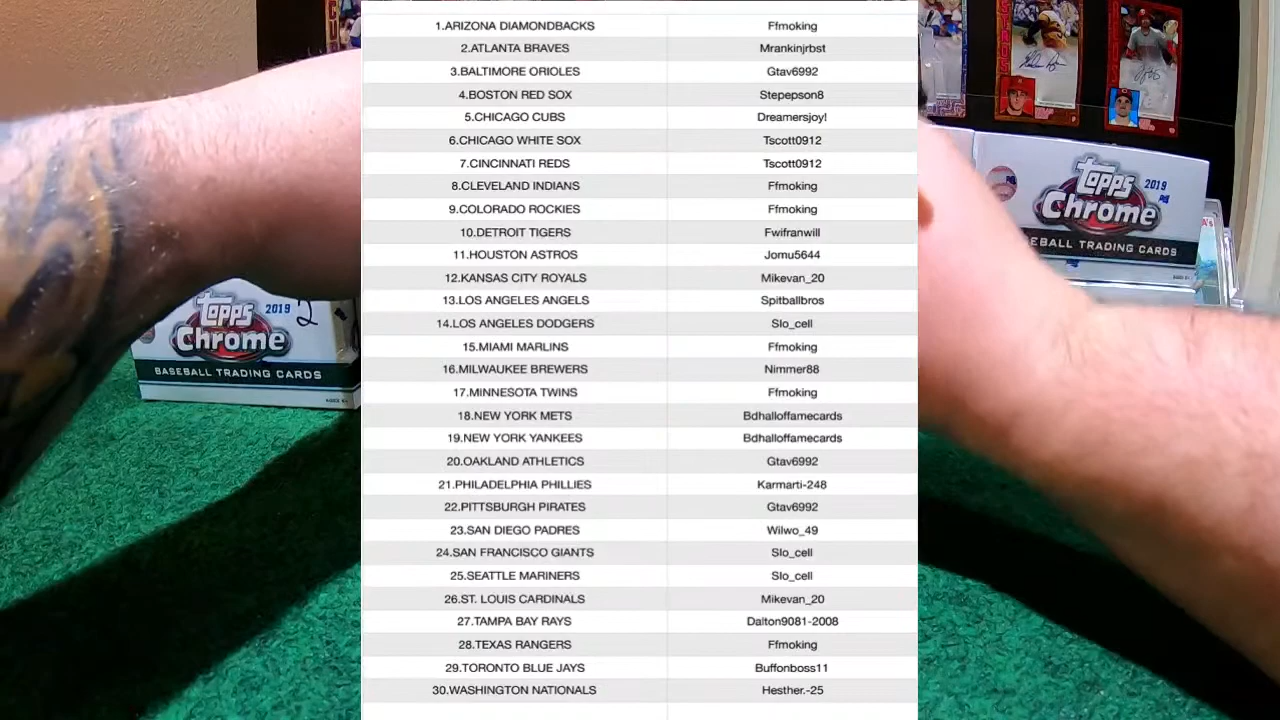 1.ARIZONA DIAMONDBACKS Ffmoking
2.ATLANTA BRAVES Mrankinjrbst
3.BALTIMORE ORIOLES Gtav6992
4.BOSTON RED SOX Stepepson8
5.CHICAGO CUBS Dreamersjoy!
6.CHICAGO WHITE SOX Tscott0912
7.CINCINNATI REDS Tscott0912
8.CLEVELAND INDIANS Ffmoking
9.COLORADO ROCKIES Ffmoking
10.DETROIT TIGERS Fwifranwill
11.HOUSTON ASTROS Jomu5644
12.KANSAS CITY ROYALS Mikevan_20
13.LOS ANGELES ANGELS Spitballbros
14.LOS ANGELES DODGERS Slo_cell
15.MIAMI MARLINS Ffmoking
16.MILWAUKEE BREWERS Nimmer88
17.MINNESOTA TWINS Ffmoking
18.NEW YORK METS Bdhalloffamecards
19.NEW YORK YANKEES Bdhalloffamecards
20.OAKLAND ATHLETICS Gtav6992
21.PHILADELPHIA PHILLIES Karmarti-248
22.PITTSBURGH PIRATES Gtav6992
23.SAN DIEGO PADRES Wilwo_49
24.SAN FRANCISCO GIANTS Slo_cell
25.SEATTLE MARINERS Slo_cell
26.ST. LOUIS CARDINALS Mikevan_20
27.TAMPA BAY RAYS Dalton9081-2008
28.TEXAS RANGERS Ffmoking
29.TORONTO BLUE JAYS Buffonboss11
30.WASHINGTON NATIONALS Hesther.-25
Topps 2019 2
Chrome
BASEBALL TRADING CARDS
Topps 2019
Chrome
EBALL TRADING CARDS